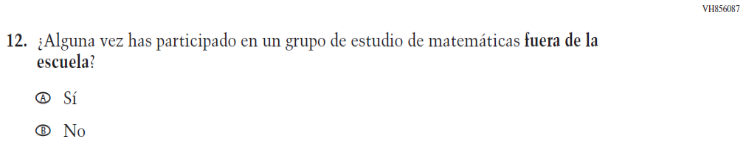 VH856087
12. ¿Alguna vez has participado en un grupo de estudio de matemáticas fuera de la
escuela?
Ⓐ Sí
Ⓑ No